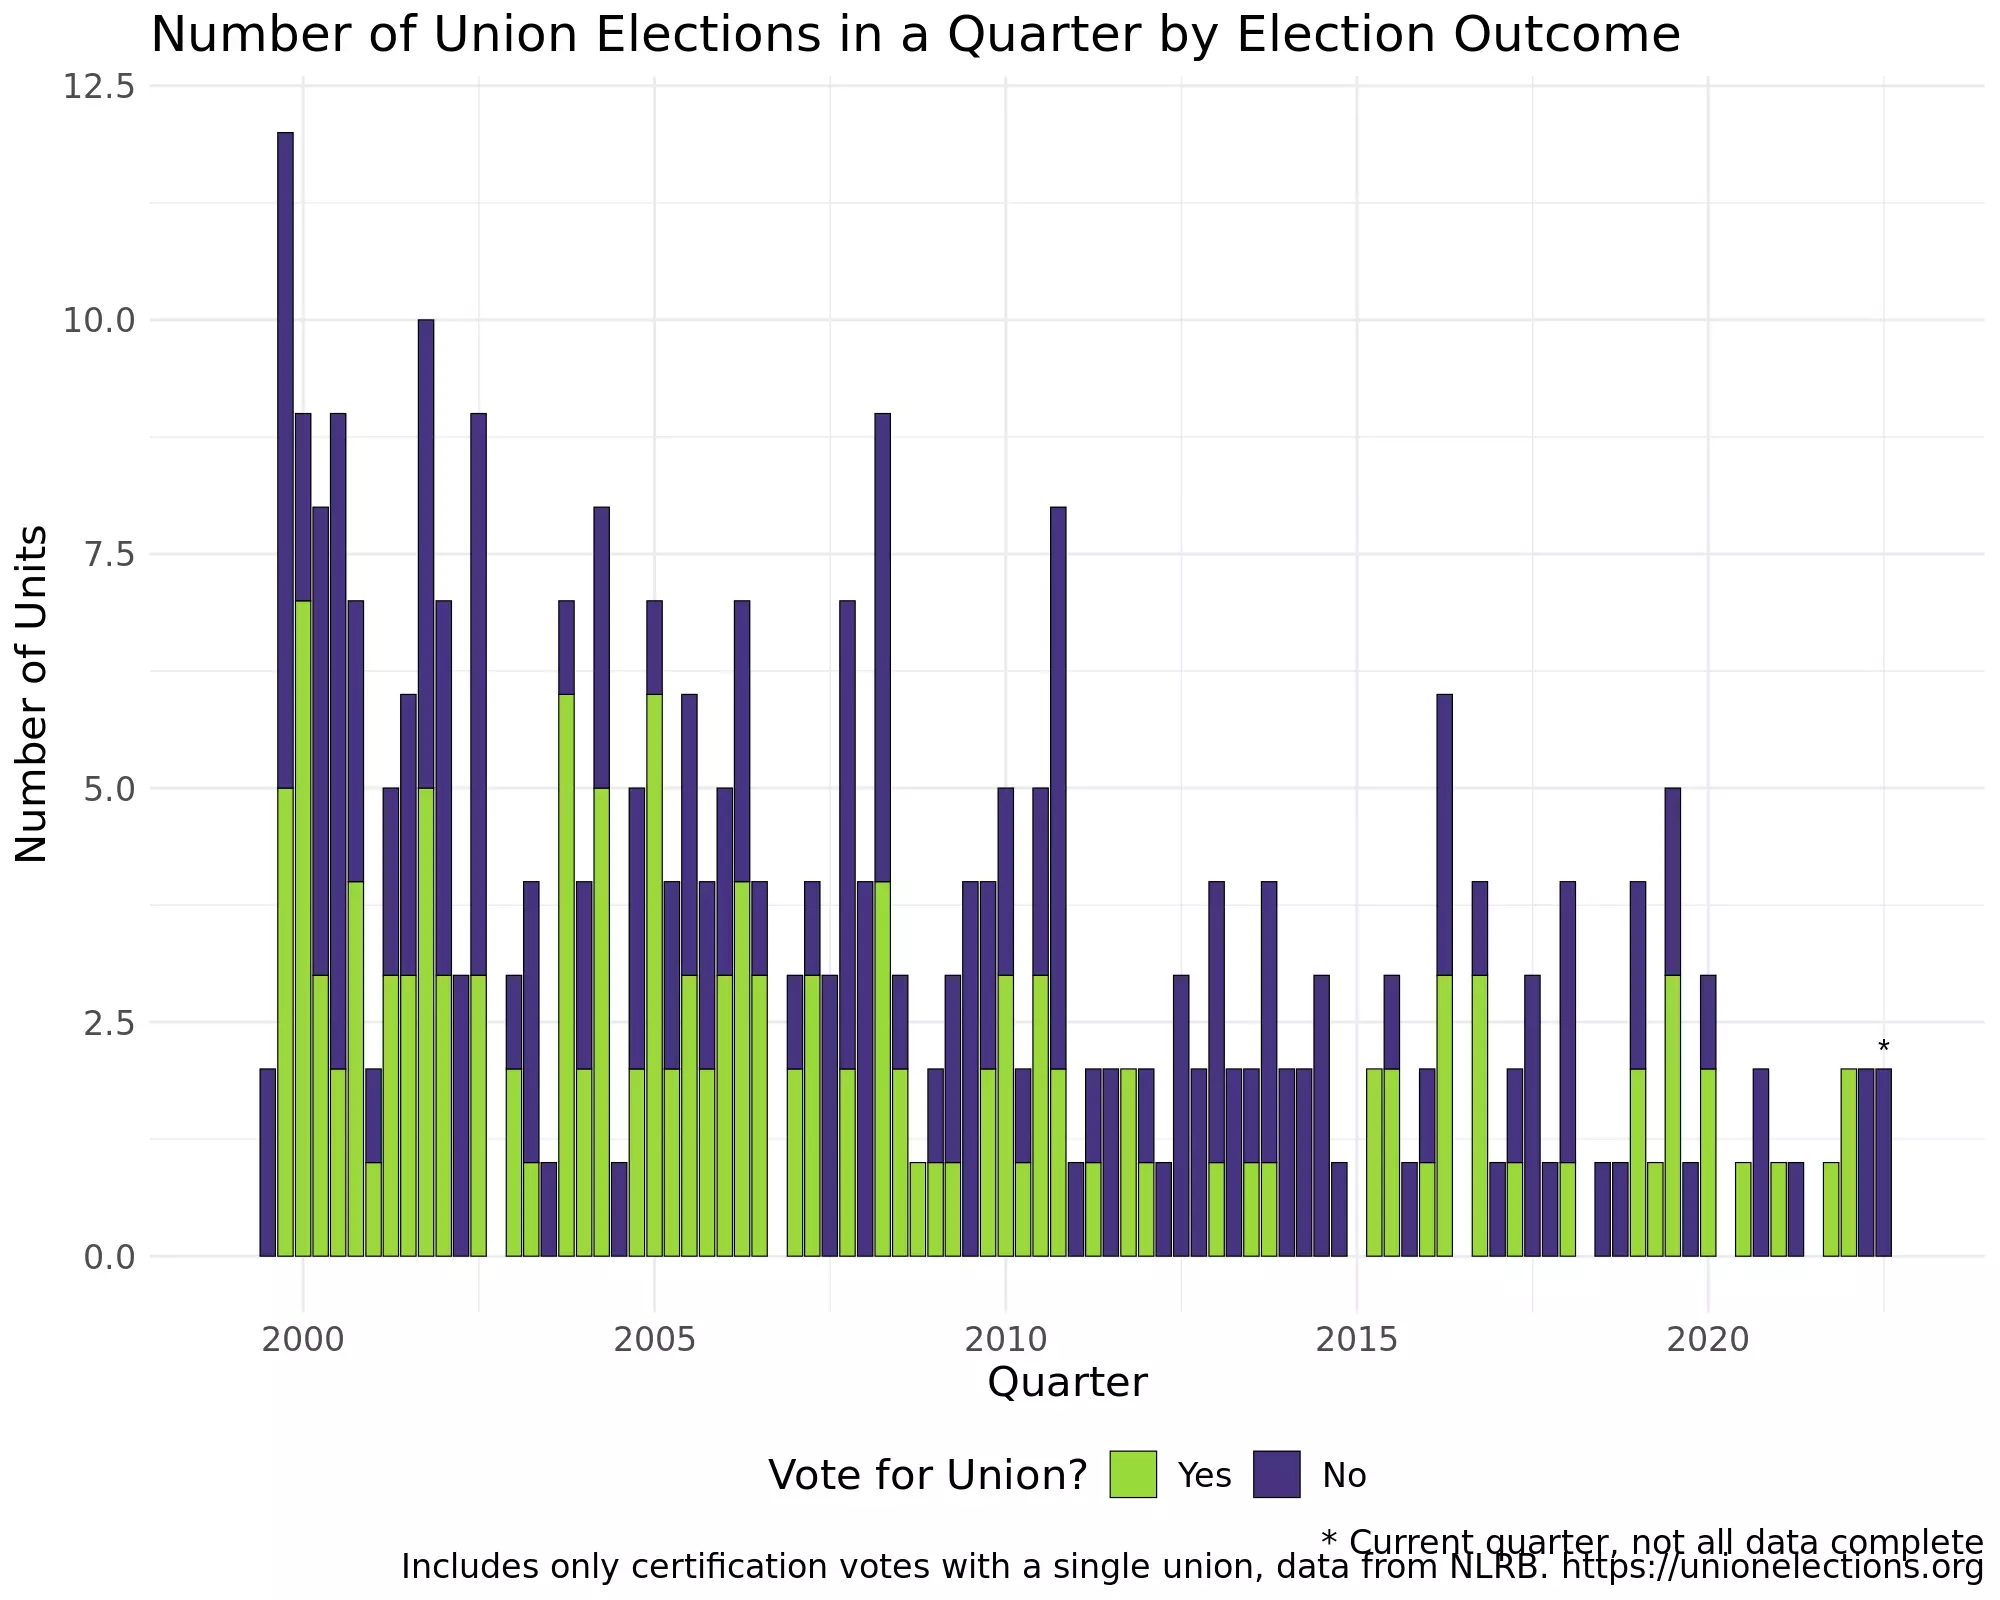 Number of Union Elections in a Quarter by Election Outcome
12.5
10.0
7.5
5.0
2.5
0.0
Number of Units
*
2000 2005 2010 2015 2020
Quarter
Vote for Union? Yes No
* Current quarter, not all data complete
Includes only certification votes with a single union, data from NLRB. https://unionelections.org